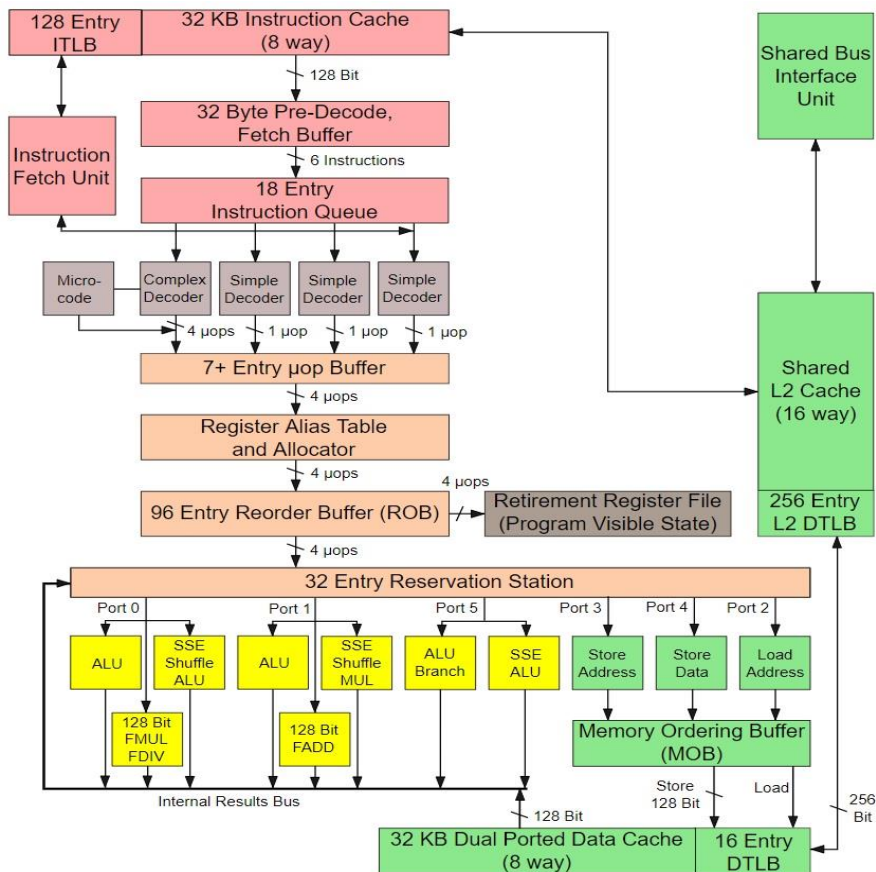 128 Entry
ITLB
32 KB Instruction Cache
(8 way)
128 Bit
32 Byte Pre-Decode,
Fetch Buffer
Instruction
Fetch Unit
6 Instructions
18 Entry
Instruction Queue
Shared Bus
Interface
Unit
Micro-
code
Complex
Decoder
Simple
Decoder
Simple
Decoder
Simple
Decoder
4 µops
1 µop
1 µop
1 µop
7+ Entry µop Buffer
4 µops
Register Alias Table
and Allocator
4 µops
96 Entry Reorder Buffer (ROB)
4 µops
Retirement Register File
(Program Visible State)
4 µops
Shared
L2 Cache
(16 way)
256 Entry
L2 DTLB
32 Entry Reservation Station
Port 0
Port 1
Port 5
Port 3
Port 4
Port 2
ALU
SSE
Shuffle
ALU
ALU
SSE
Shuffle
MUL
ALU
Branch
SSE
ALU
Store
Address
Store
Data
Load
Address
128 Bit
FMUL
FDIV
128 Bit
FADD
Memory Ordering Buffer
(MOB)
Internal Results Bus
Store
128 Bit
Load
256
Bit
128 Bit
32 KB Dual Ported Data Cache
(8 way)
16 Entry
DTLB